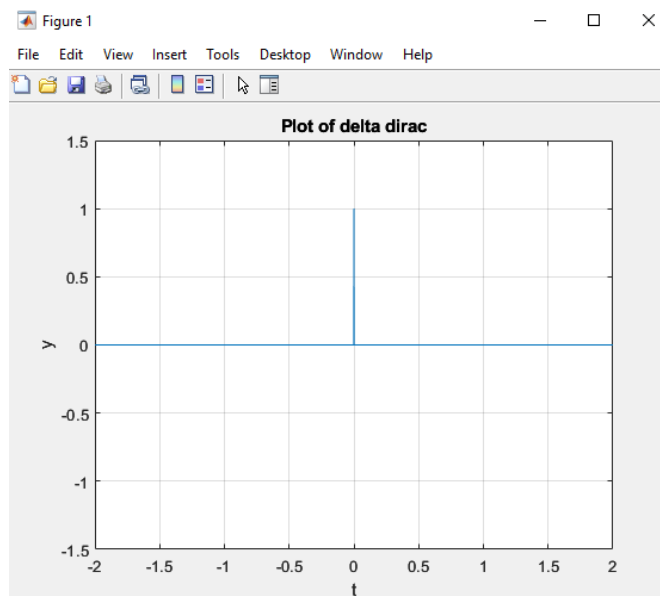 Figure 1
File Edit View Insert Tools Desktop Window Help
Plot of delta dirac
1.5
1
0.5
0
-0.5
-1
-1.5
y
-2 -1.5 -1 -0.5 0 0.5 1 1.5 2
t